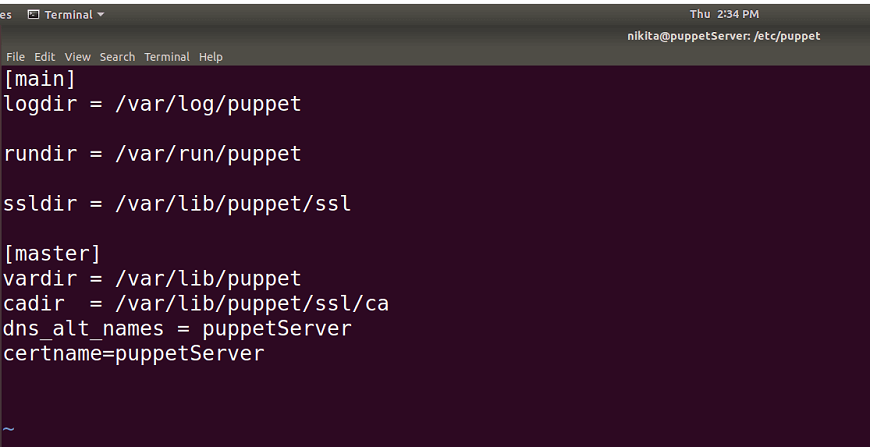 es Terminal Thu 2:34 PM
nikita@puppetServer: /etc/puppet
File Edit View Search Terminal Help
[main]
logdir = /var/log/puppet
rundir = /var/run/puppet
ssldir = /var/lib/puppet/ssl
[master]
vardir = /var/lib/puppet
cadir  = /var/lib/puppet/ssl/ca
dns_alt_names = puppetServer
certname=puppetServer
~